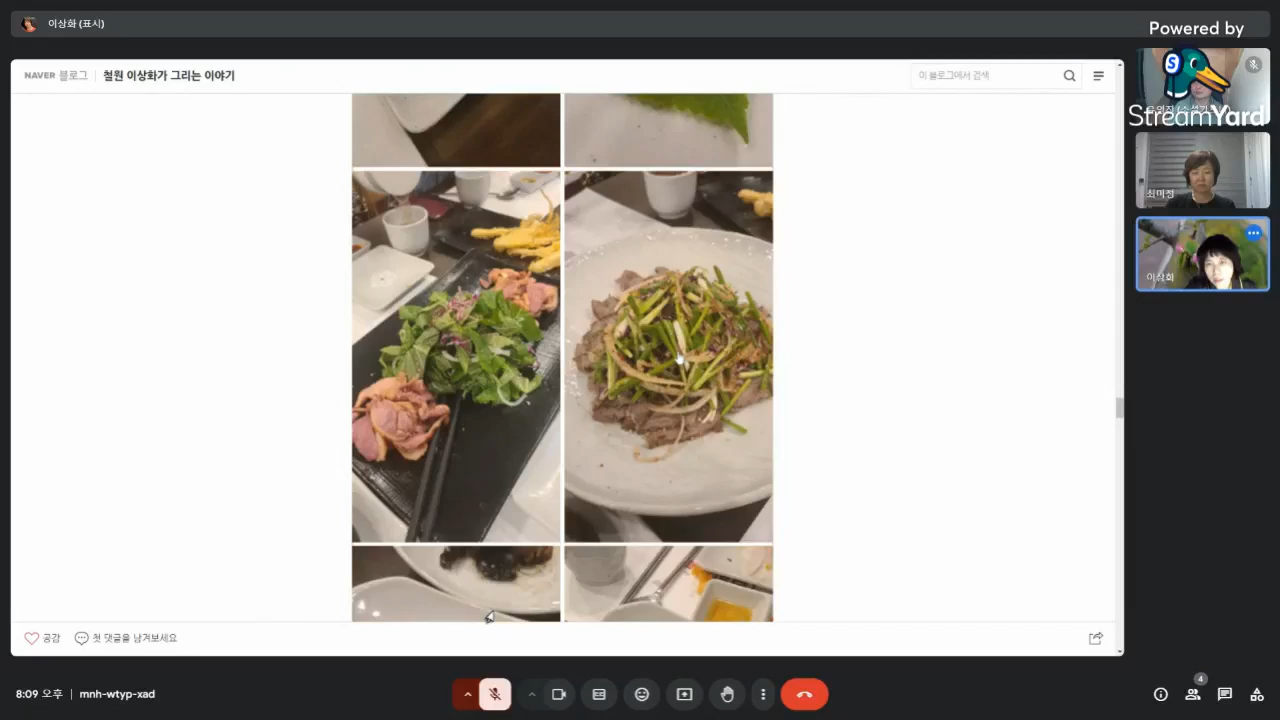 이상화 (표시)
Powered by
StreamYard
NAVER 블로그 | 철원 이상화가 그리는 이야기
이 블로그에서 검색
최미정
이상화
공감
첫 댓글을 남겨보세요
8:09 오후 | mnh-wtyp-xad
4